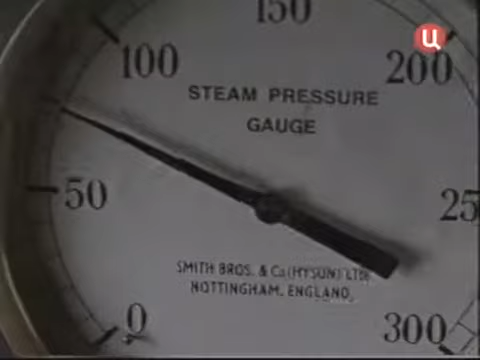 150
Ц
100
200
STEAM PRESSURE
GAUGE
50
25
SMITH BROS. & Co (HYSON) LTD
NOTTINGHAM, ENGLAND.
0
300